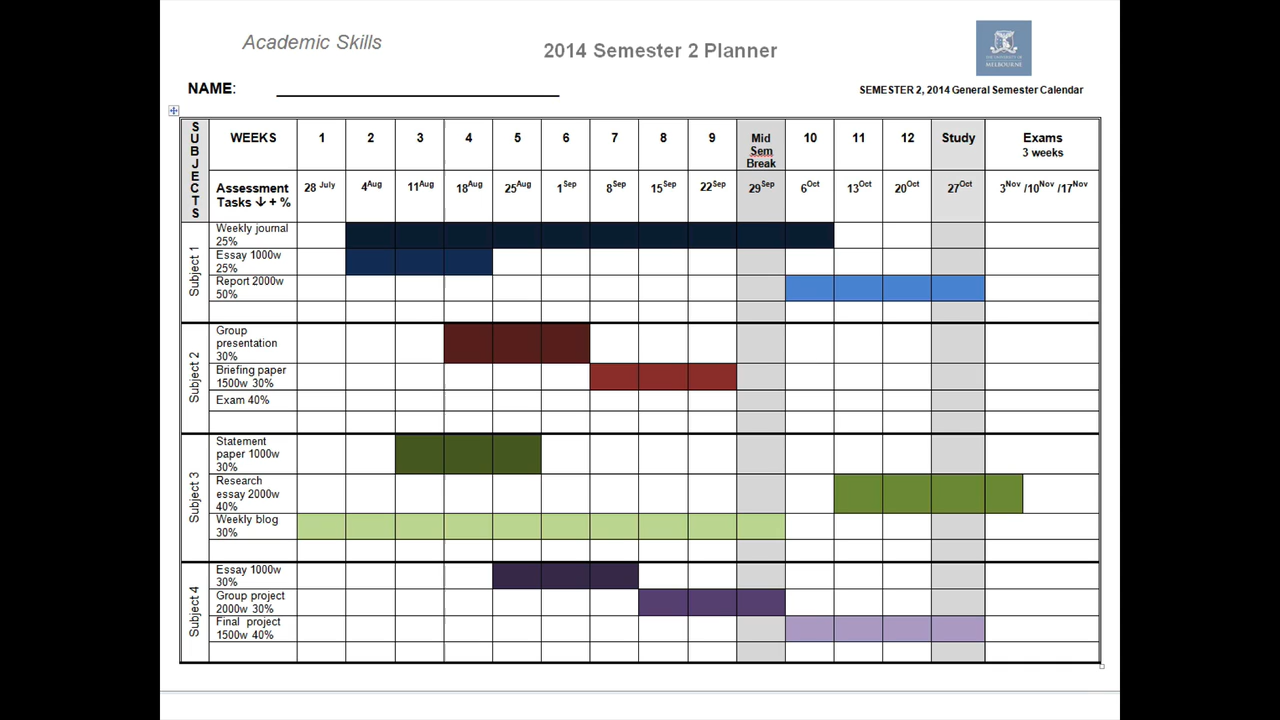 Academic Skills
2014 Semester 2 Planner
THE UNIVERSITY OF
MELBOURNE
NAME:
SEMESTER 2, 2014 General Semester Calendar
SUBJECTS
WEEKS 1 2 3 4 5 6 7 8 9 Mid Sem Break 10 11 12 Study Exams
3 weeks
Assessment
Tasks ↓ + %
28 July 4Aug 11Aug 18Aug 25Aug 1Sep 8Sep 15Sep 22Sep 29Sep 6Oct 13Oct 20Oct 27Oct 3Nov /10Nov /17Nov
Subject 1
Weekly journal
25%
Essay 1000w
25%
Report 2000w
50%
Subject 2
Group
presentation
30%
Briefing paper
1500w 30%
Exam 40%
Subject 3
Statement
paper 1000w
30%
Research
essay 2000w
40%
Weekly blog
30%
Subject 4
Essay 1000w
30%
Group project
2000w 30%
Final project
1500w 40%